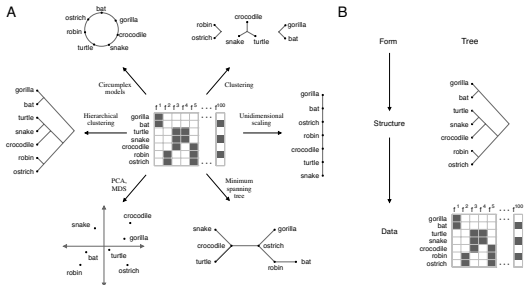 A
bat
ostrich
gorilla
robin
crocodile
turtle
snake
Circumplex
models
robin
ostrich
crocodile
snake
turtle
gorilla
bat
Clustering
gorilla
bat
turtle
snake
crocodile
robin
ostrich
Hierarchical
clustering
f1 f2 f3 f4 f5 ... f100
gorilla
bat
turtle
snake
crocodile
robin
ostrich
...
Unidimensional
scaling
gorilla
bat
ostrich
robin
crocodile
turtle
snake
PCA,
MDS
snake
crocodile
gorilla
bat
turtle
robin
ostrich
Minimum
spanning
tree
snake
gorilla
crocodile
ostrich
turtle
robin
bat
B
Form
Tree
Structure
gorilla
bat
turtle
snake
crocodile
robin
ostrich
Data
f1 f2 f3 f4 f5 ... f100
gorilla
bat
turtle
snake
crocodile
robin
ostrich
...